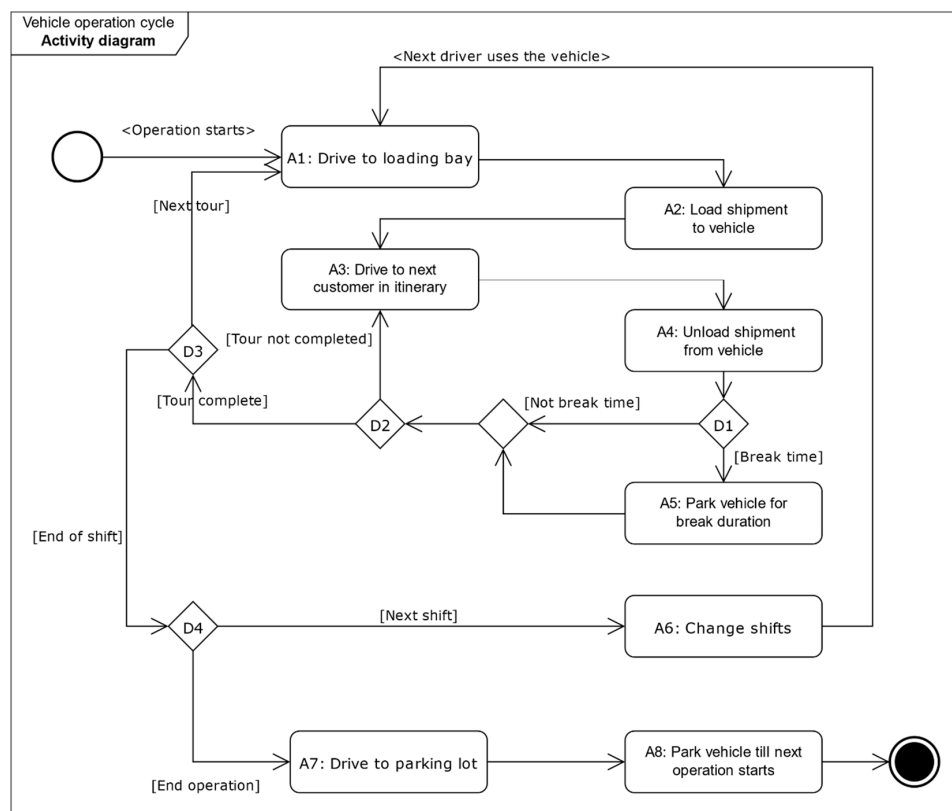 Vehicle operation cycle
Activity diagram
<Next driver uses the vehicle>
<Operation starts>
A1: Drive to loading bay
[Next tour]
A2: Load shipment
to vehicle
A3: Drive to next
customer in itinerary
A4: Unload shipment
from vehicle
[Tour not completed]
D3
[Tour complete]
[Not break time]
D2
D1
[Break time]
A5: Park vehicle for
break duration
[End of shift]
[Next shift]
D4
A6: Change shifts
A7: Drive to parking lot
A8: Park vehicle till next
operation starts
[End operation]